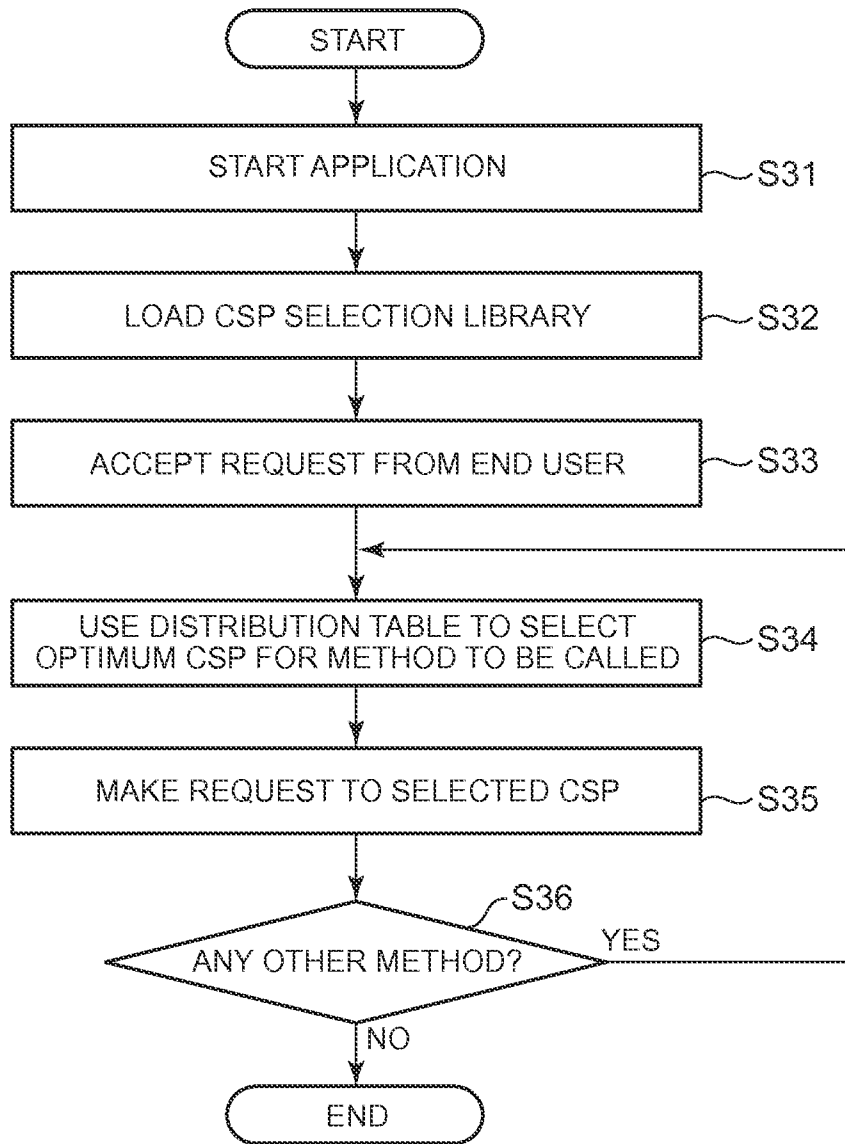 START
START APPLICATION
S31
LOAD CSP SELECTION LIBRARY
S32
ACCEPT REQUEST FROM END USER
S33
USE DISTRIBUTION TABLE TO SELECT
OPTIMUM CSP FOR METHOD TO BE CALLED
S34
MAKE REQUEST TO SELECTED CSP
S35
S36
ANY OTHER METHOD?
YES
NO
END